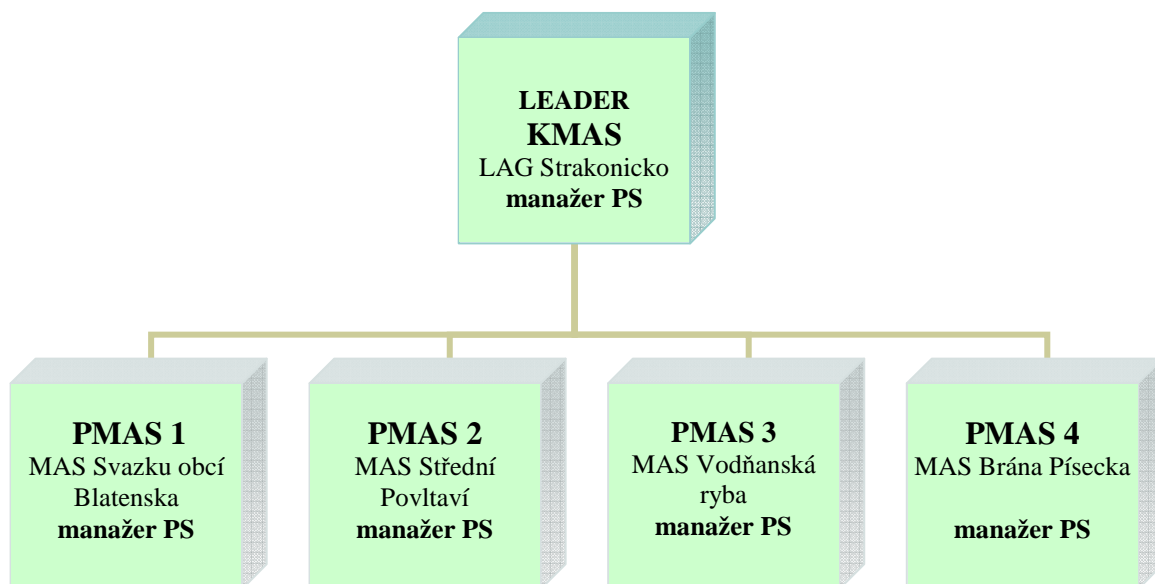 LEADER
KMAS
LAG Strakonicko
manažer PS
PMAS 1
MAS Svazku obcí
Blatenska
manažer PS
PMAS 2
MAS Střední
Povltaví
manažer PS
PMAS 3
MAS Vodňanská
ryba
manažer PS
PMAS 4
MAS Brána Písecka
manažer PS